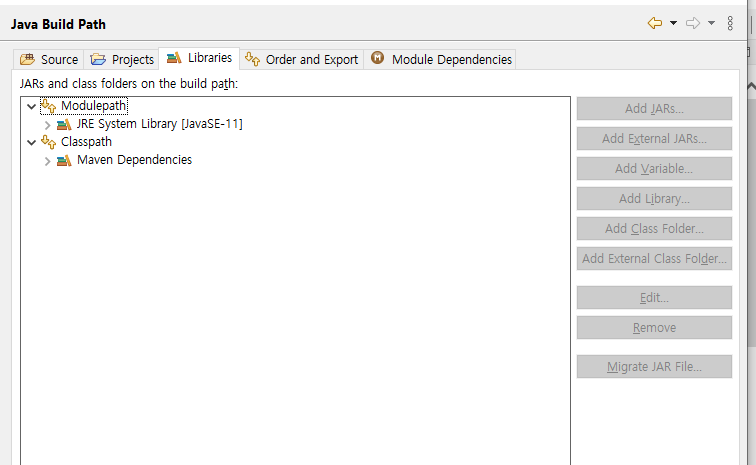 Java Build Path
Source Projects Libraries Order and Export Module Dependencies
JARs and class folders on the build path:
Modulepath
JRE System Library [JavaSE-11]
Classpath
Maven Dependencies
Add JARs...
Add External JARs...
Add Variable...
Add Library...
Add Class Folder...
Add External Class Folder...
Edit...
Remove
Migrate JAR File...